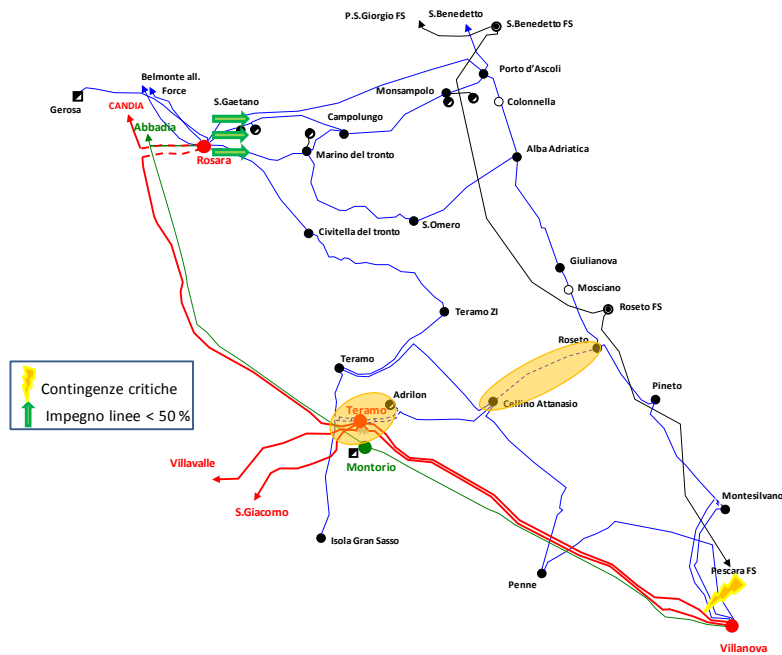 P.S.Giorgio FS
S.Benedetto
S.Benedetto FS
Belmonte all.
Force
Gerosa
CANDIA
Abbadia
Rosara
S.Gaetano
Campolungo
Monsampolo
Porto d'Ascoli
Colonnella
Marino del tronto
Alba Adriatica
S.Omero
Civitella del tronto
Giulianova
Mosciano
Teramo ZI
Roseto FS
Roseto
Teramo
Contingenze critiche
Impegno linee < 50 %
Adrilon
Cellino Attanasio
Pineto
Teramo
Villavalle
Montorio
S.Giacomo
Montesilvano
Isola Gran Sasso
Penne
Pescara FS
Villanova